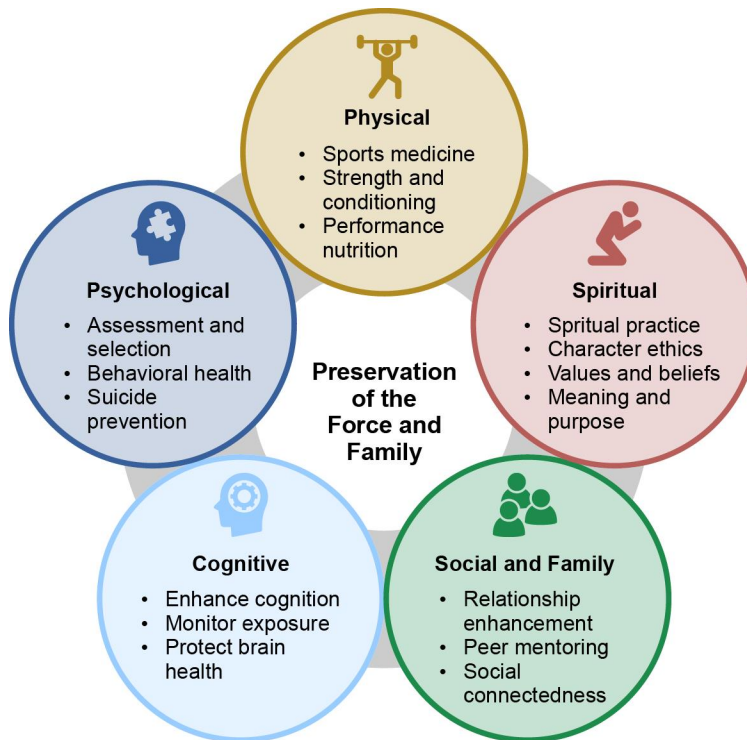 Physical
• Sports medicine
• Strength and
conditioning
• Performance
nutrition
Psychological
• Assessment and
selection
• Behavioral health
• Suicide
prevention
Spiritual
• Spritual practice
• Character ethics
• Values and beliefs
• Meaning and
purpose
Preservation
of the
Force and
Family
Cognitive
• Enhance cognition
• Monitor exposure
• Protect brain
health
Social and Family
• Relationship
enhancement
• Peer mentoring
• Social
connectedness